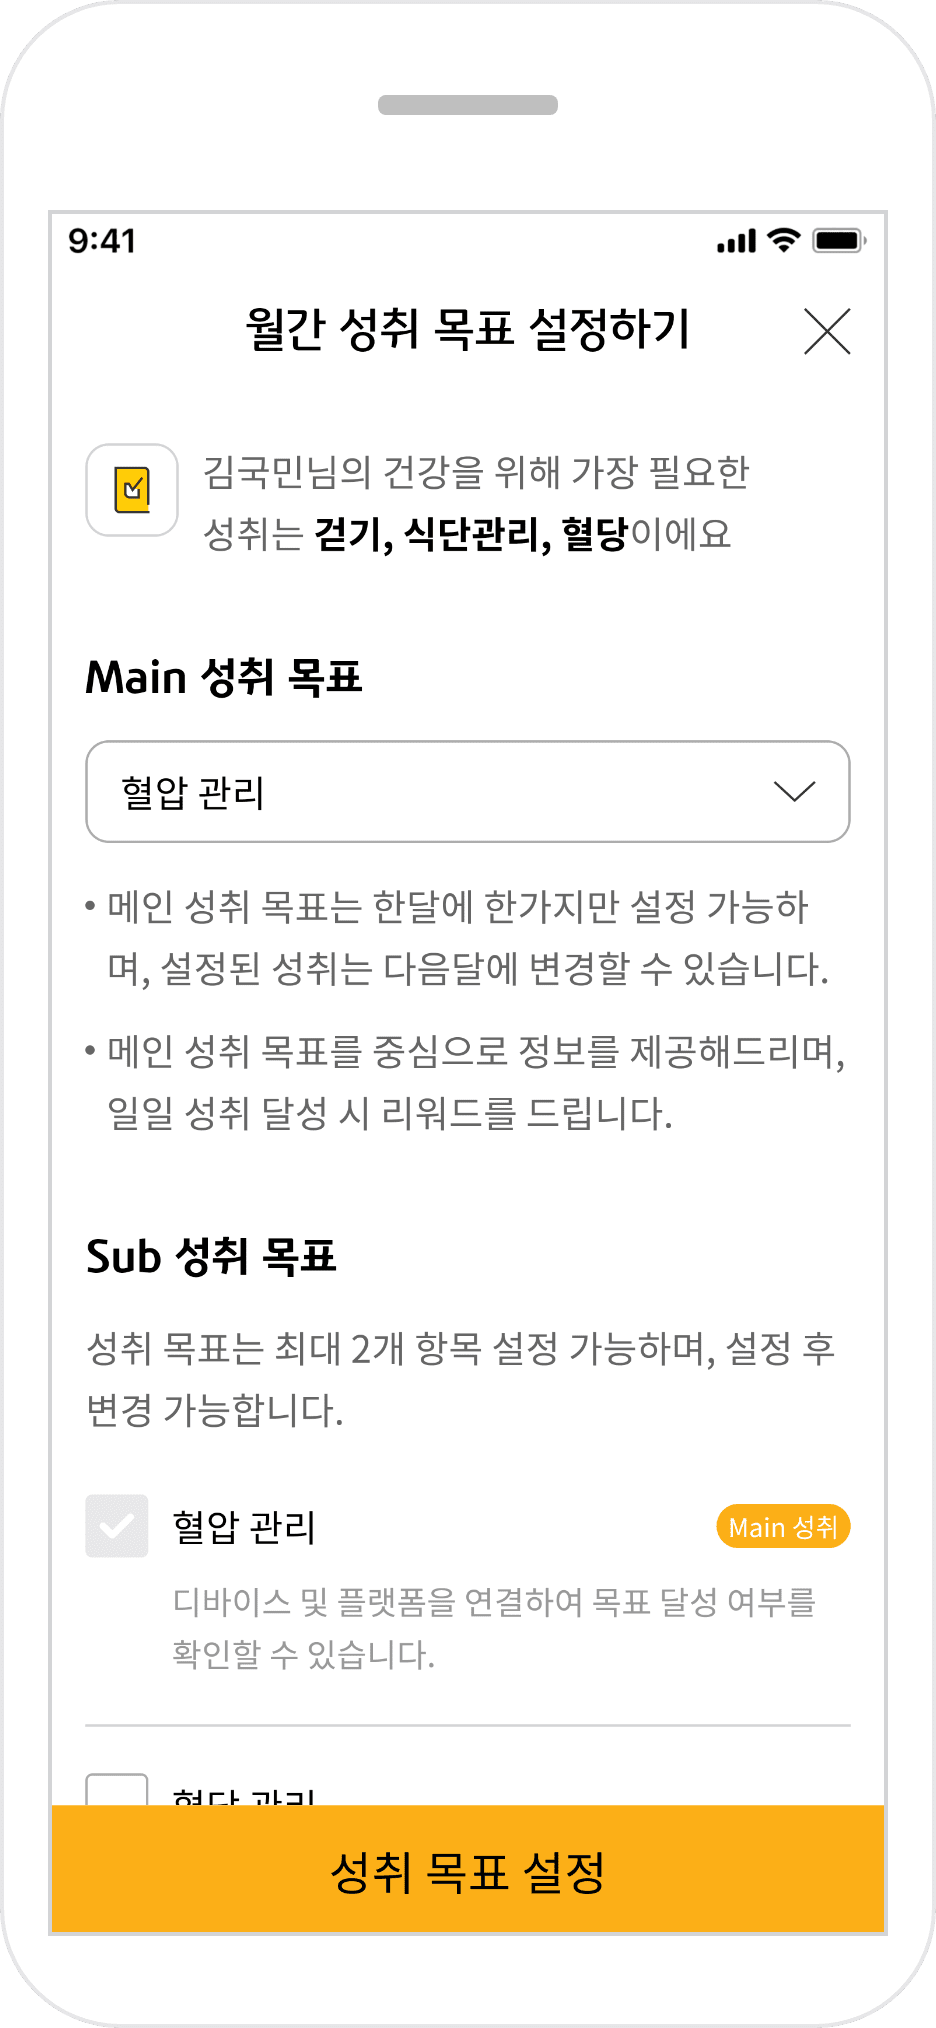 9:41
월간 성취 목표 설정하기
김국민님의 건강을 위해 가장 필요한
성취는 걷기, 식단관리, 혈당이에요
Main 성취 목표
혈압 관리
• 메인 성취 목표는 한달에 한가지만 설정 가능하
며, 설정된 성취는 다음달에 변경할 수 있습니다.
• 메인 성취 목표를 중심으로 정보를 제공해드리며,
일일 성취 달성 시 리워드를 드립니다.
Sub 성취 목표
성취 목표는 최대 2개 항목 설정 가능하며, 설정 후
변경 가능합니다.
혈압 관리
Main 성취
디바이스 및 플랫폼을 연결하여 목표 달성 여부를
확인할 수 있습니다.
혈당 관리
성취 목표 설정